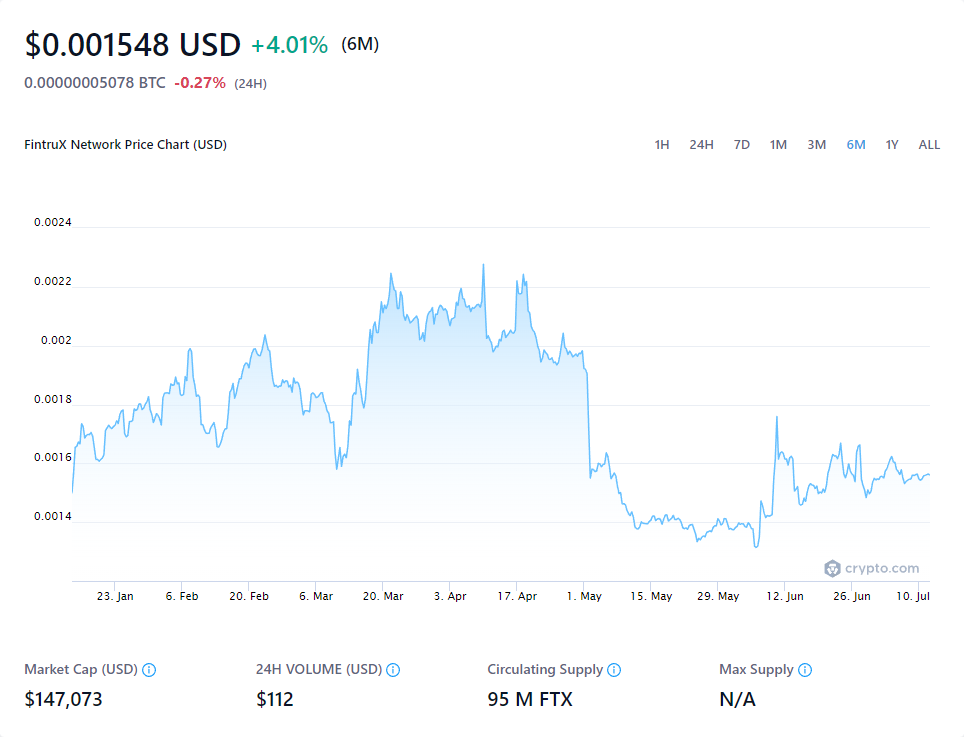 $0.001548 USD +4.01% (6M)
0.00000005078 BTC -0.27% (24H)
FintruX Network Price Chart (USD) 1H 24H 7D 1M 3M 6M 1Y ALL
0.0024
0.0022
0.002
0.0018
0.0016
0.0014
crypto.com
23. Jan 6. Feb 20. Feb 6. Mar 20. Mar 3. Apr 17. Apr 1. May 15. May 29. May 12. Jun 26. Jun 10. Jul
Market Cap (USD) 24H VOLUME (USD) Circulating Supply Max Supply
$147,073 $112 95 M FTX N/A